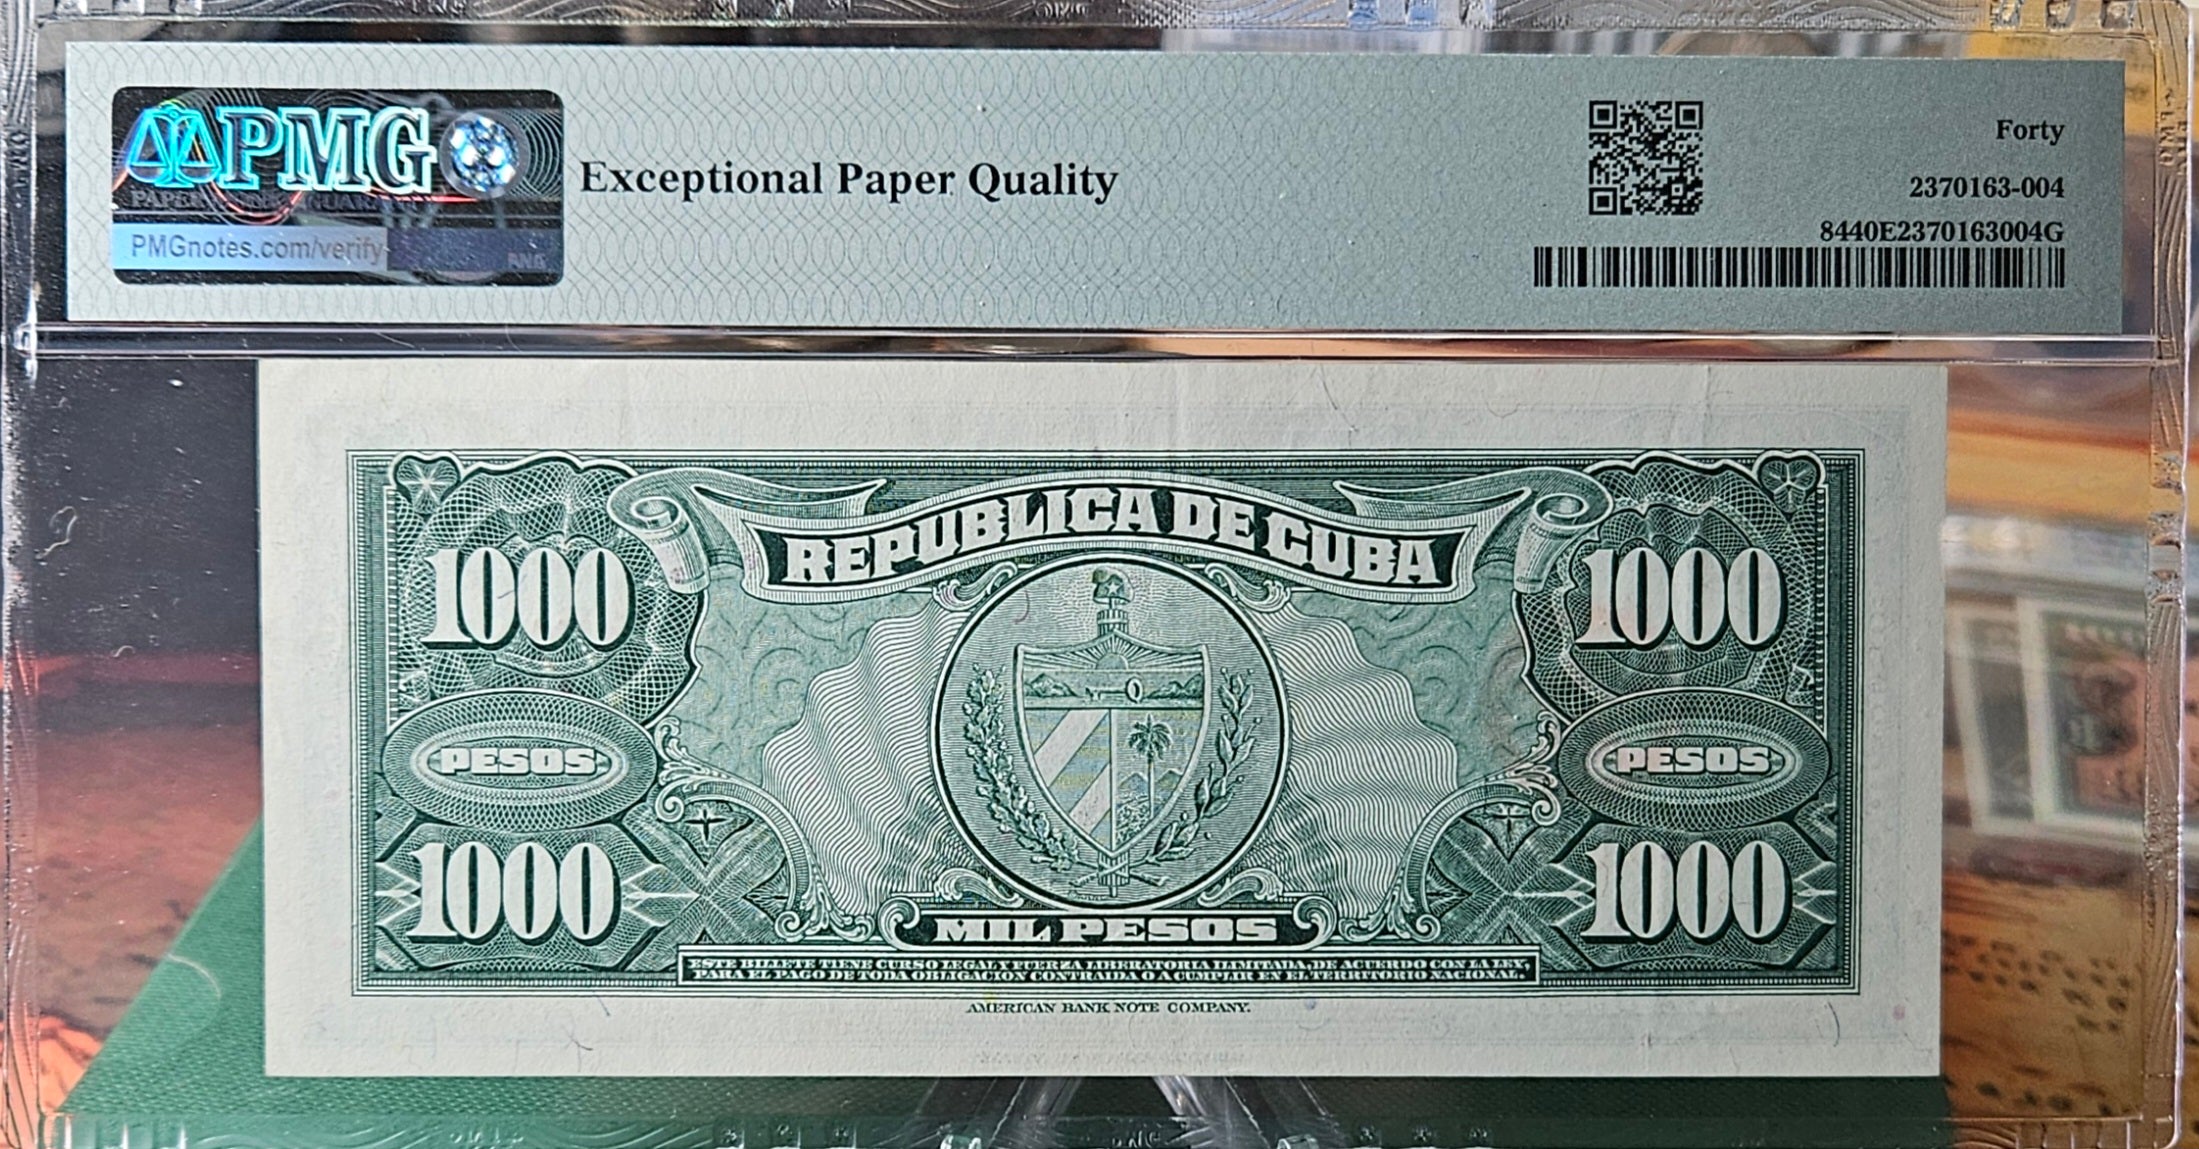 PMG
PMGnotes.com/verify
Exceptional Paper Quality
Forty
2370163-004
8440E2370163004G
REPUBLICA DE CUBA
1000
1000
PESOS
PESOS
1000
1000
MIL PESOS
ESTE BILLETE TIENE CURSO LEGAL Y FUERZA LIBERATORIA ILIMITADA, DE ACUERDO CON LA LEY,
PARA EL PAGO DE TODA OBLIGACION CONTRAIDA O A CUMPLIR EN EL TERRITORIO NACIONAL.
AMERICAN BANK NOTE COMPANY.